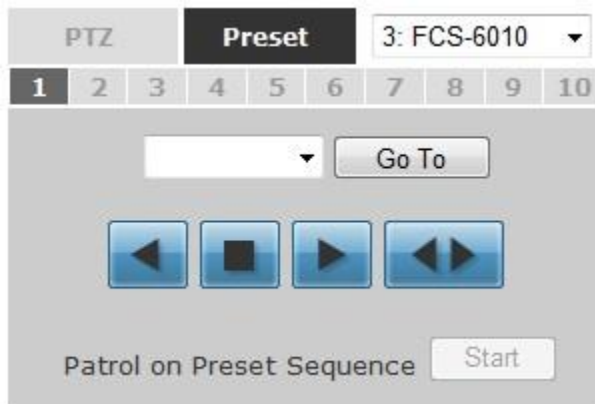 PTZ Preset 3: FCS-6010
1 2 3 4 5 6 7 8 9 10
Go To
Patrol on Preset Sequence Start